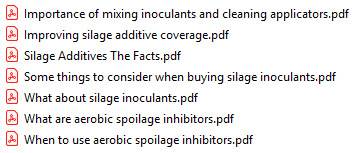 Importance of mixing inoculants and cleaning applicators.pdf
Improving silage additive coverage.pdf
Silage Additives The Facts.pdf
Some things to consider when buying silage inoculants.pdf
What about silage inoculants.pdf
What are aerobic spoilage inhibitors.pdf
When to use aerobic spoilage inhibitors.pdf